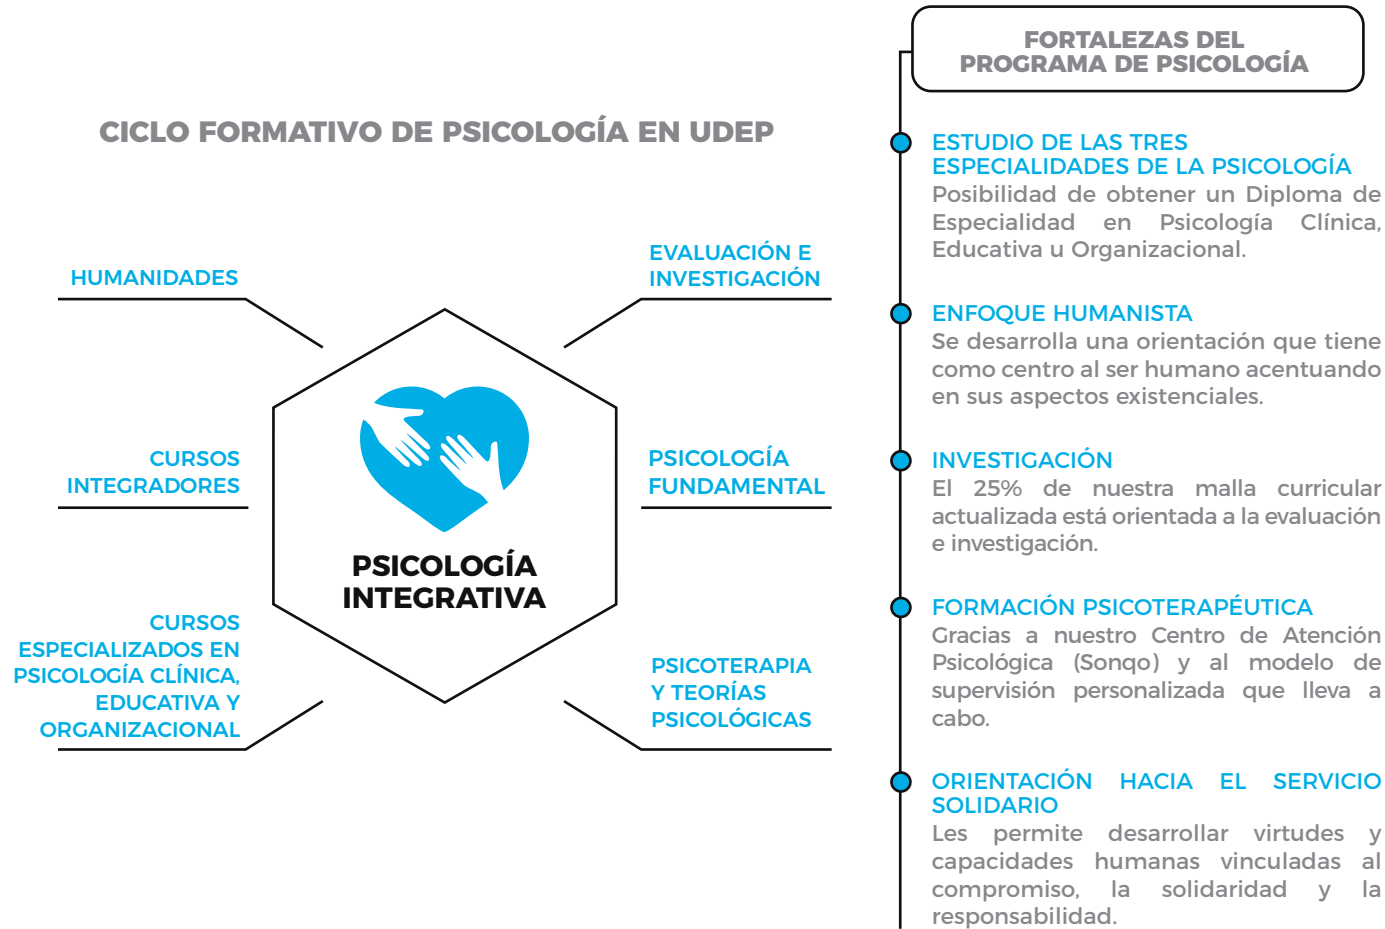 CICLO FORMATIVO DE PSICOLOGÍA EN UDEP
HUMANIDADES
EVALUACIÓN E
INVESTIGACIÓN
CURSOS
INTEGRADORES
PSICOLOGÍA
FUNDAMENTAL
PSICOLOGÍA
INTEGRATIVA
CURSOS
ESPECIALIZADOS EN
PSICOLOGÍA CLÍNICA,
EDUCATIVA Y
ORGANIZACIONAL
PSICOTERAPIA
Y TEORÍAS
PSICOLÓGICAS
FORTALEZAS DEL
PROGRAMA DE PSICOLOGÍA
ESTUDIO DE LAS TRES
ESPECIALIDADES DE LA PSICOLOGÍA
Posibilidad de obtener un Diploma de
Especialidad en Psicología Clínica,
Educativa u Organizacional.
ENFOQUE HUMANISTA
Se desarrolla una orientación que tiene
como centro al ser humano acentuando
en sus aspectos existenciales.
INVESTIGACIÓN
El 25% de nuestra malla curricular
actualizada está orientada a la evaluación
e investigación.
FORMACIÓN PSICOTERAPÉUTICA
Gracias a nuestro Centro de Atención
Psicológica (Sonqo) y al modelo de
supervisión personalizada que lleva a
cabo.
ORIENTACIÓN HACIA EL SERVICIO
SOLIDARIO
Les permite desarrollar virtudes y
capacidades humanas vinculadas al
compromiso, la solidaridad y la
responsabilidad.